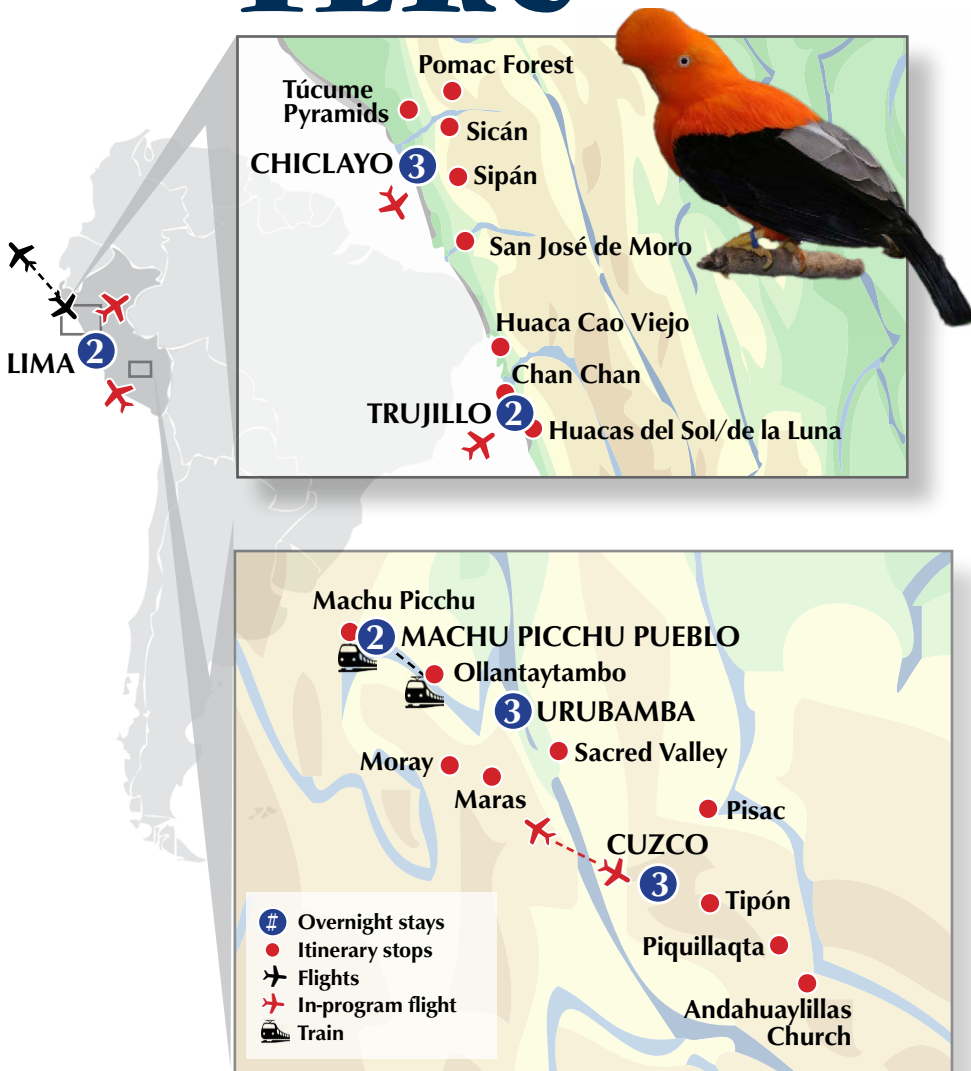 PERU
Pomac Forest
Túcume
Pyramids
Sicán
CHICLAYO 3
Sipán
San José de Moro
LIMA 2
Huaca Cao Viejo
Chan Chan
TRUJILLO 2
Huacas del Sol/de la Luna
Machu Picchu
2 MACHU PICCHU PUEBLO
Ollantaytambo
3 URUBAMBA
Sacred Valley
Moray
Maras
Pisac
CUZCO
3
Tipón
Piquillaqta
Andahuaylillas
Church
# Overnight stays
Itinerary stops
Flights
In-program flight
Train